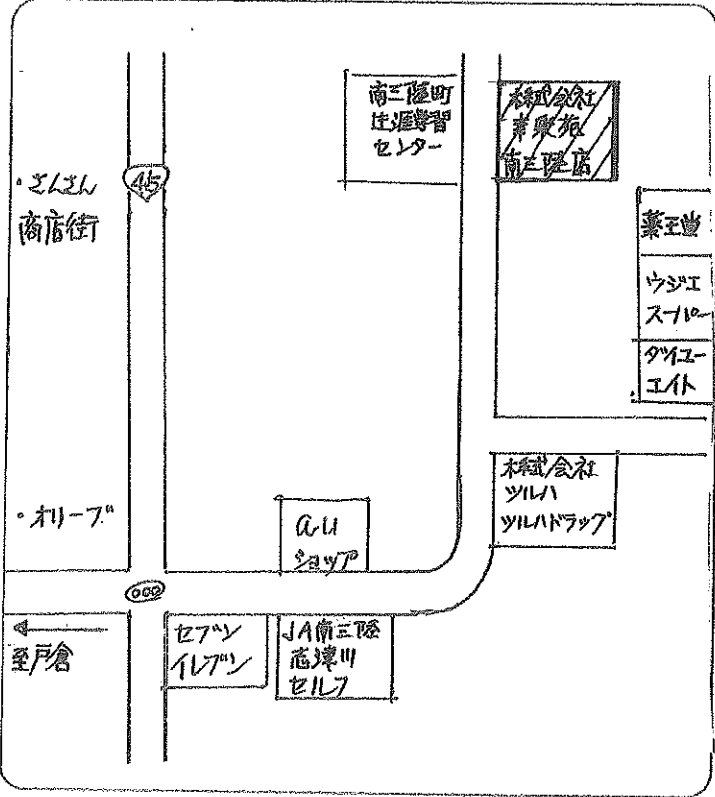 南三陸町
生涯学習
センター
株式会社
南三陸店
・さんさん
商店街
45
薬王堂
ウジエ
スーパー
ダイユー
エイト
株式会社
ツルハ
ツルハドラッグ
・オリーブ
au
ショップ
至戸倉
セブン
イレブン
JA南三陸
志津川
セルフ